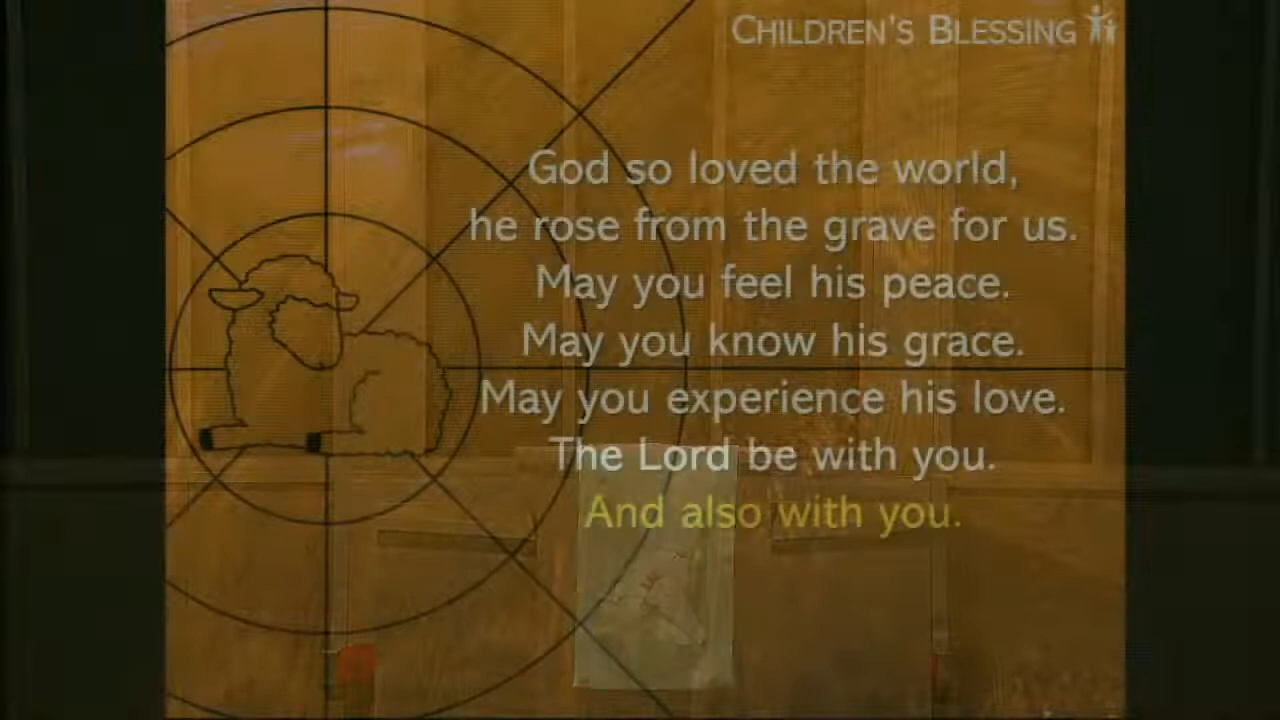 CHILDREN'S BLESSING
God so loved the world,
he rose from the grave for us.
May you feel his peace.
May you know his grace.
May you experience his love.
The Lord be with you.
And also with you.